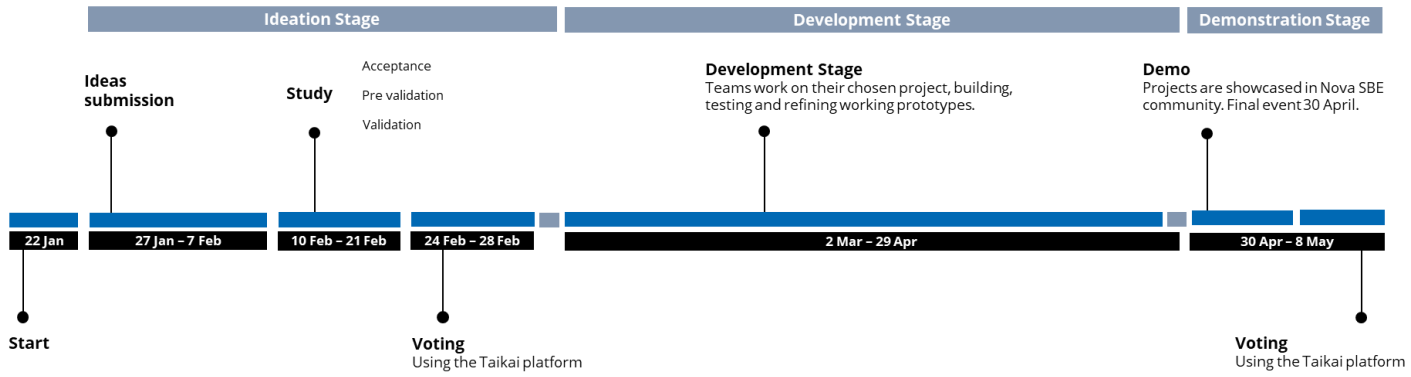 Ideation Stage
Development Stage
Demonstration Stage
Ideas
submission
Study
Acceptance
Pre validation
Validation
Development Stage
Teams work on their chosen project, building,
testing and refining working prototypes.
Demo
Projects are showcased in Nova SBE
community. Final event 30 April.
22 Jan
27 Jan – 7 Feb
10 Feb – 21 Feb
24 Feb – 28 Feb
2 Mar – 29 Apr
30 Apr – 8 May
Start
Voting
Using the Taikai platform
Voting
Using the Taikai platform